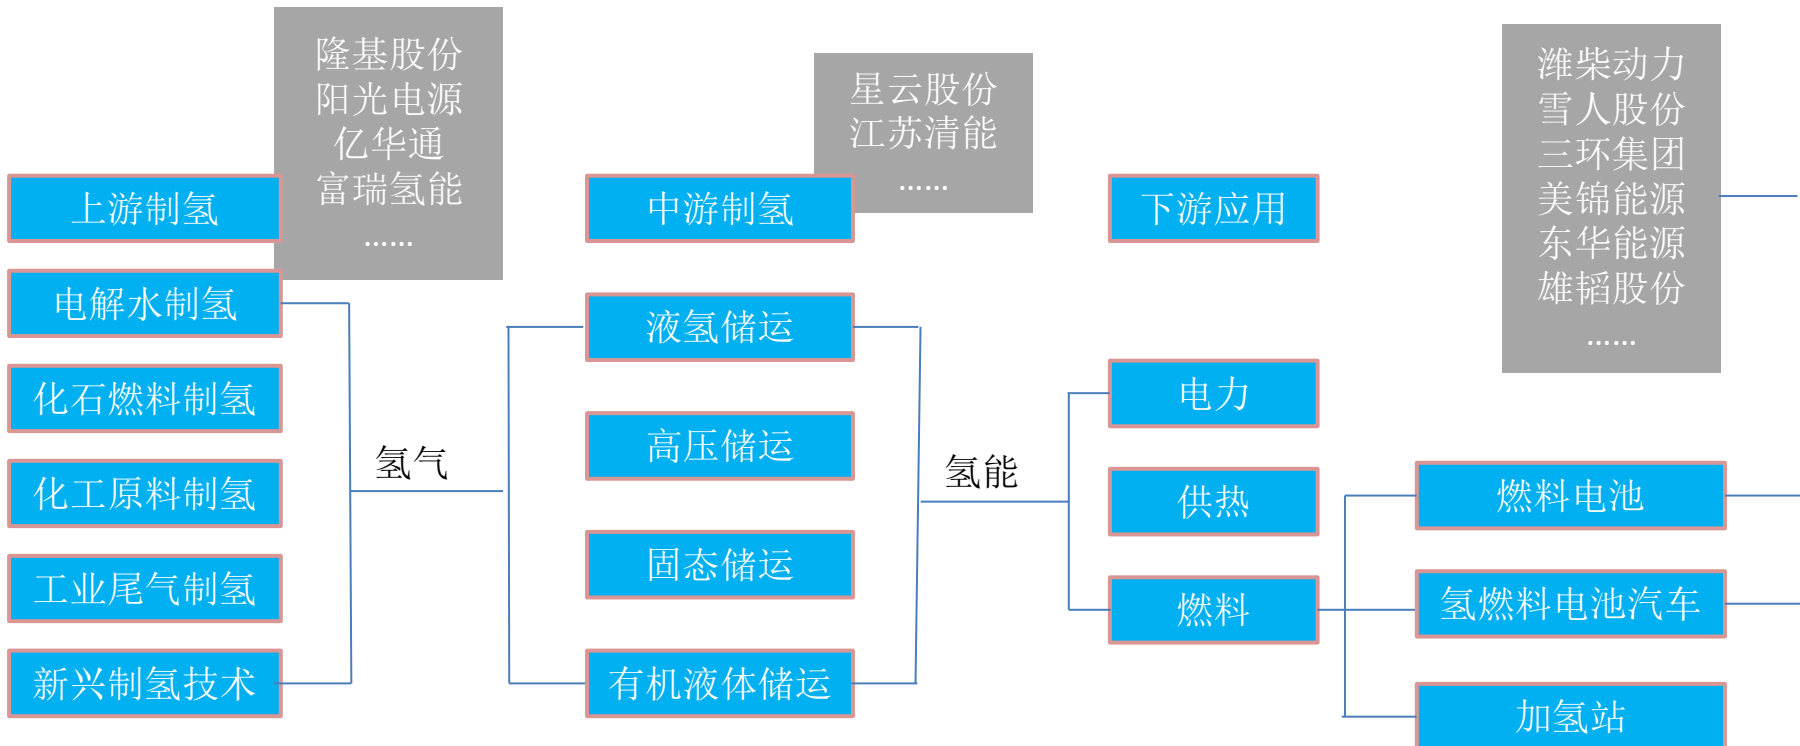 隆基股份
阳光电源
亿华通
富瑞氢能
……
星云股份
江苏清能
……
潍柴动力
雪人股份
三环集团
美锦能源
东华能源
雄韬股份
……
上游制氢
中游制氢
下游应用
电解水制氢
化石燃料制氢
化工原料制氢
工业尾气制氢
新兴制氢技术
氢气
液氢储运
高压储运
固态储运
有机液体储运
氢能
电力
供热
燃料
燃料电池
氢燃料电池汽车
加氢站